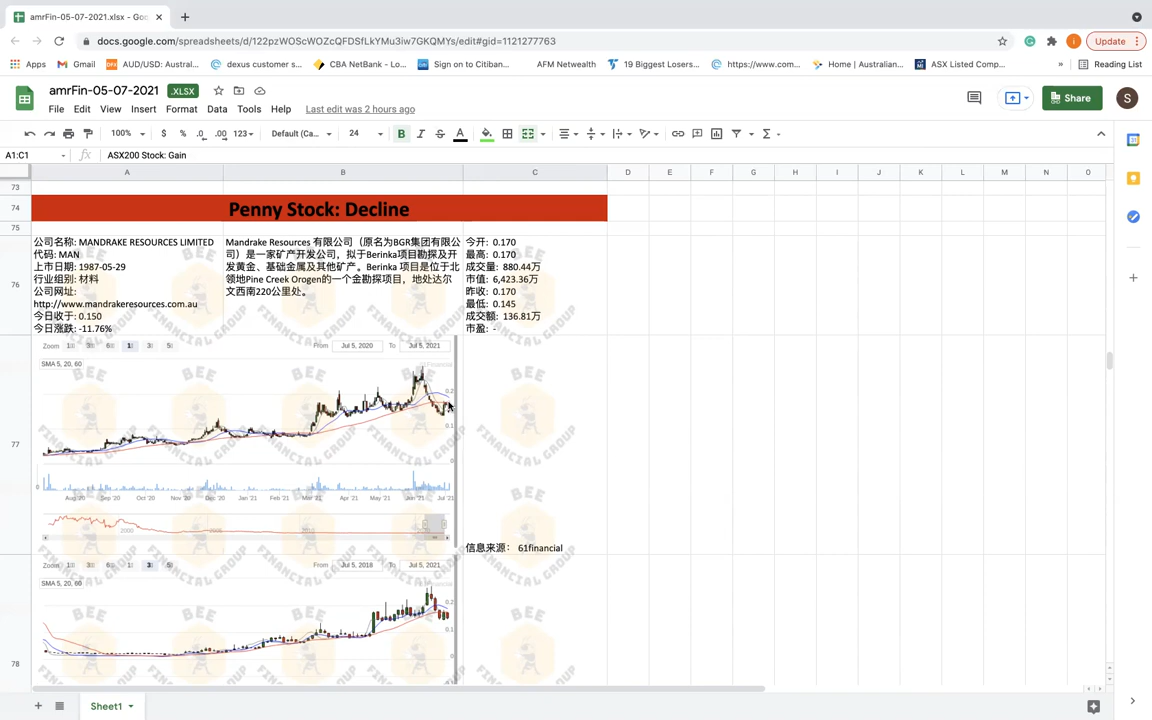 amrFin-05-07-2021.xlsx - Goo
docs.google.com/spreadsheets/d/122pzWOScWOZcQFDSfLkYMu3iw7GKQMYs/edit#gid=1121277763
Update
Apps
Gmail
AUD/USD: Austral...
dexus customer s...
CBA NetBank - Lo...
Sign on to Citiban...
AFM Networth
19 Biggest Losers...
https://www.com...
Home | Australian...
ASX Listed Comp...
»
Reading List
amrFin-05-07-2021
.XLSX
File Edit View Insert Format Data Tools Help
Last edit was 2 hours ago
Share
S
100%
$ % .0 .00 123
Default (Ca...
24
B I S A
A1:C1
fx
ASX200 Stock: Gain
A B C D E F G H I J K L M N O
73
74
Penny Stock: Decline
75
76
公司名称: MANDRAKE RESOURCES LIMITED
代码: MAN
上市日期: 1987-05-29
行业组别: 材料
公司网址:
http://www.mandrakeresources.com.au
今日收于: 0.150
今日涨跌: -11.76%
Mandrake Resources 有限公司（原名为BGR集团有限公
司）是一家矿产开发公司，拟于Berinka项目勘探及开
发黄金、基础金属及其他矿产。Berinka 项目是位于北
领地Pine Creek Orogen的一个金勘探项目，地处达尔
文西南220公里处。
今开: 0.170
最高: 0.170
成交量: 880.44万
市值: 6,423.36万
昨收: 0.170
最低: 0.145
成交额: 136.81万
市盈: -
77
Zoom
From Jul 5, 2020 To Jul 5, 2021
SMA 5, 20, 60
Aug '20 Sep '20 Oct '20 Nov '20 Dec '20 Jan '21 Feb '21 Mar '21 Apr '21 May '21 Jun '21 Jul '21
信息来源： 61financial
78
Zoom
From Jul 5, 2018 To Jul 5, 2021
SMA 5, 20, 60
BEE
FINANCIAL GROUP
Sheet1